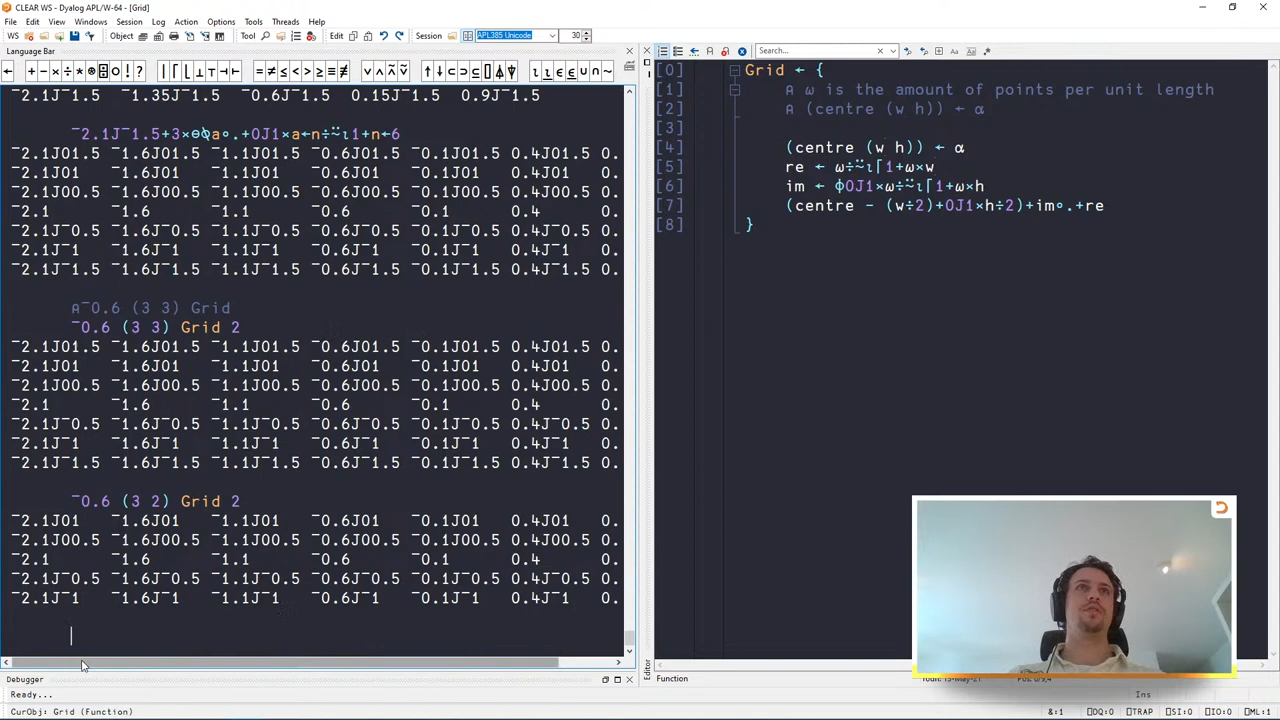 CLEAR WS - Dyalog APL/W-64 - [Grid]
File Edit View Windows Session Log Action Options Tools Threads Help
WS Object Tool Edit Session APL385 Unicode 30
Language Bar
← + - × ÷ * ⍟ ⌹ ○ ! ? | ⌈ ⌊ ⊥ ⊤ ⊣ ⊢ = ≠ ≤ < > ≥ ≡ ≢ ∨ ∧ ⍱ ⍲ ↑ ↓ ⊂ ⊃ ⊆ ⌷ ⍋ ⍒ ⍳ ⍸ ∊ ⍷ ∩ ∪ ~
Search...
¯2.1J¯1.5 ¯1.35J¯1.5 ¯0.6J¯1.5 0.15J¯1.5 0.9J¯1.5
¯2.1J¯1.5+3×⊖⍉a∘.+0J1×a←n÷⍨⍳1+n←6
¯2.1J01.5 ¯1.6J01.5 ¯1.1J01.5 ¯0.6J01.5 ¯0.1J01.5 0.4J01.5 0.
¯2.1J01 ¯1.6J01 ¯1.1J01 ¯0.6J01 ¯0.1J01 0.4J01 0.
¯2.1J00.5 ¯1.6J00.5 ¯1.1J00.5 ¯0.6J00.5 ¯0.1J00.5 0.4J00.5 0.
¯2.1 ¯1.6 ¯1.1 ¯0.6 ¯0.1 0.4 0.
¯2.1J¯0.5 ¯1.6J¯0.5 ¯1.1J¯0.5 ¯0.6J¯0.5 ¯0.1J¯0.5 0.4J¯0.5 0.
¯2.1J¯1 ¯1.6J¯1 ¯1.1J¯1 ¯0.6J¯1 ¯0.1J¯1 0.4J¯1 0.
¯2.1J¯1.5 ¯1.6J¯1.5 ¯1.1J¯1.5 ¯0.6J¯1.5 ¯0.1J¯1.5 0.4J¯1.5 0.
⍝¯0.6 (3 3) Grid
¯0.6 (3 3) Grid 2
¯2.1J01.5 ¯1.6J01.5 ¯1.1J01.5 ¯0.6J01.5 ¯0.1J01.5 0.4J01.5 0.
¯2.1J01 ¯1.6J01 ¯1.1J01 ¯0.6J01 ¯0.1J01 0.4J01 0.
¯2.1J00.5 ¯1.6J00.5 ¯1.1J00.5 ¯0.6J00.5 ¯0.1J00.5 0.4J00.5 0.
¯2.1 ¯1.6 ¯1.1 ¯0.6 ¯0.1 0.4 0.
¯2.1J¯0.5 ¯1.6J¯0.5 ¯1.1J¯0.5 ¯0.6J¯0.5 ¯0.1J¯0.5 0.4J¯0.5 0.
¯2.1J¯1 ¯1.6J¯1 ¯1.1J¯1 ¯0.6J¯1 ¯0.1J¯1 0.4J¯1 0.
¯2.1J¯1.5 ¯1.6J¯1.5 ¯1.1J¯1.5 ¯0.6J¯1.5 ¯0.1J¯1.5 0.4J¯1.5 0.
¯0.6 (3 2) Grid 2
¯2.1J01 ¯1.6J01 ¯1.1J01 ¯0.6J01 ¯0.1J01 0.4J01 0.
¯2.1J00.5 ¯1.6J00.5 ¯1.1J00.5 ¯0.6J00.5 ¯0.1J00.5 0.4J00.5 0.
¯2.1 ¯1.6 ¯1.1 ¯0.6 ¯0.1 0.4 0.
¯2.1J¯0.5 ¯1.6J¯0.5 ¯1.1J¯0.5 ¯0.6J¯0.5 ¯0.1J¯0.5 0.4J¯0.5 0.
¯2.1J¯1 ¯1.6J¯1 ¯1.1J¯1 ¯0.6J¯1 ¯0.1J¯1 0.4J¯1 0.
[0] Grid ← {
[1] ⍝ ⍵ is the amount of points per unit length
[2] ⍝ (centre (w h)) ← ⍺
[3]
[4] (centre (w h)) ← ⍺
[5] re ← ⍵÷⍨⍳⌈1+⍵×w
[6] im ← ⌽0J1×⍵÷⍨⍳⌈1+⍵×h
[7] (centre - (w÷2)+0J1×h÷2)+im∘.+re
[8] }
Editor
Debugger
Function
Ready...
Ins
CurObj: Grid (Function)
&:1 ⎕DQ:0 ⎕TRAP ⎕SI:0 ⎕IO:0 ⎕ML:1